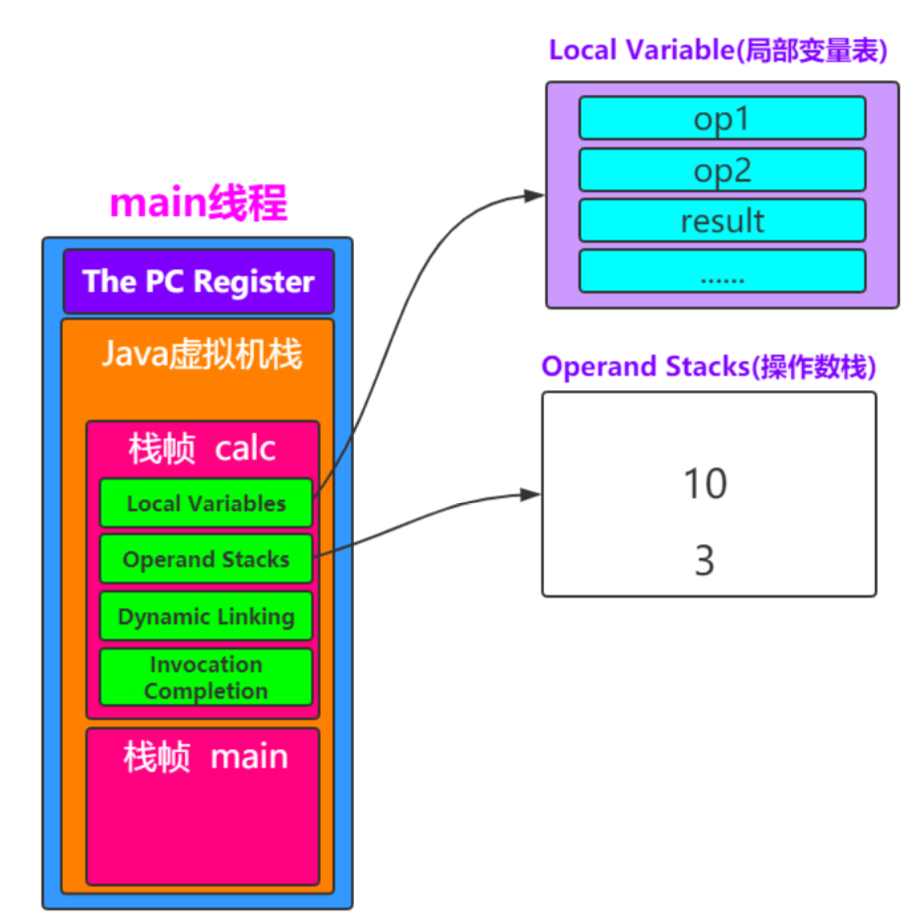 main线程
The PC Register
Java虚拟机栈
栈帧 calc
Local Variables
Operand Stacks
Dynamic Linking
Invocation
Completion
栈帧 main
Local Variable(局部变量表)
op1
op2
result
......
Operand Stacks(操作数栈)
10
3